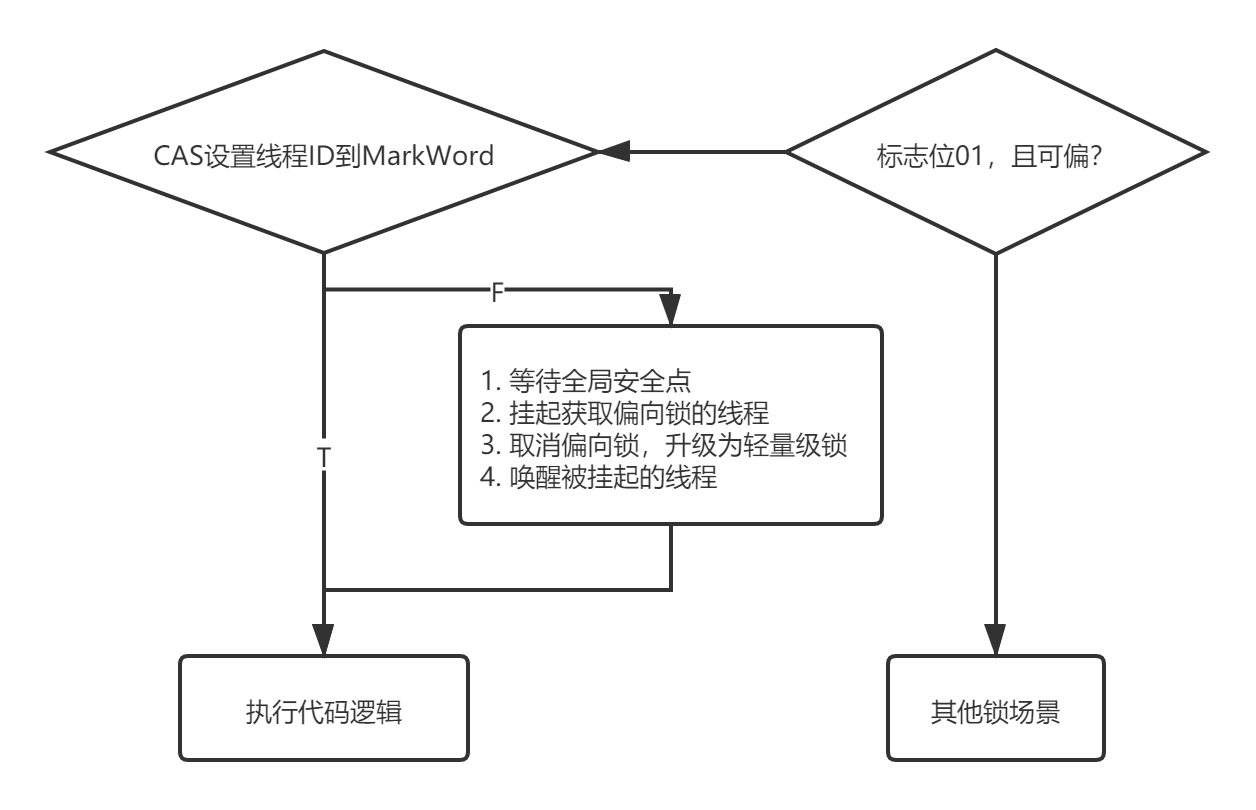 CAS设置线程ID到MarkWord
标志位01，且可偏？
F
1. 等待全局安全点
2. 挂起获取偏向锁的线程
3. 取消偏向锁，升级为轻量级锁
4. 唤醒被挂起的线程
T
执行代码逻辑
其他锁场景